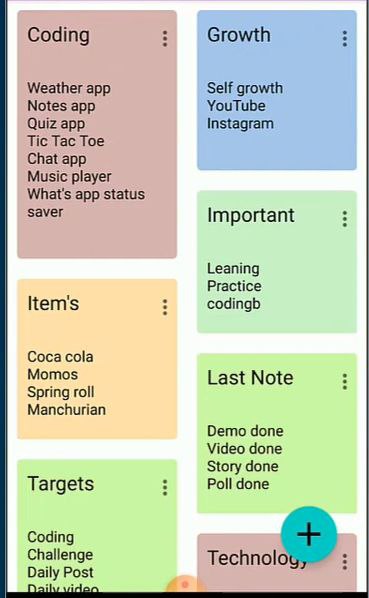 Coding
Weather app
Notes app
Quiz app
Tic Tac Toe
Chat app
Music player
What's app status
saver
Growth
Self growth
YouTube
Instagram
Important
Leaning
Practice
codingb
Item's
Coca cola
Momos
Spring roll
Manchurian
Last Note
Demo done
Video done
Story done
Poll done
Targets
Coding
Challenge
Daily Post
Daily video
Technology